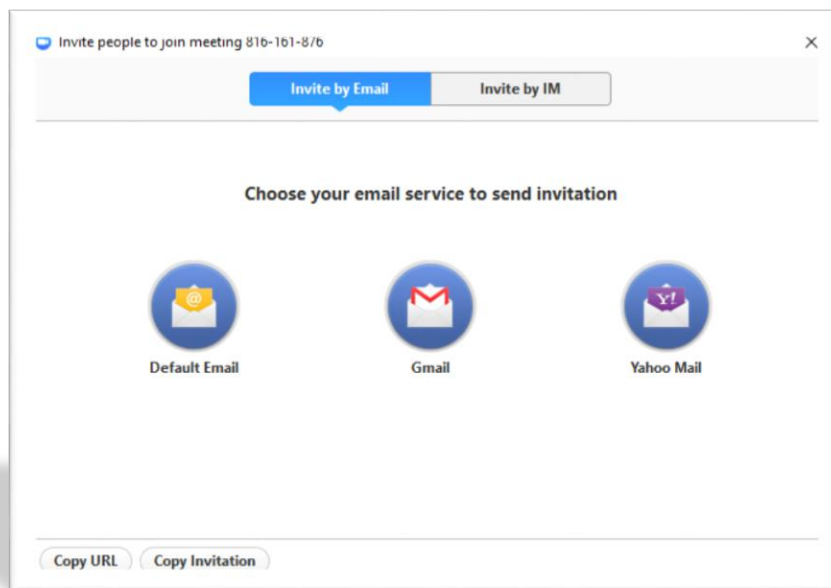 Invite people to join meeting 816-161-876
Invite by Email Invite by IM
Choose your email service to send invitation
@ Y!
Default Email Gmail Yahoo Mail
Copy URL Copy Invitation